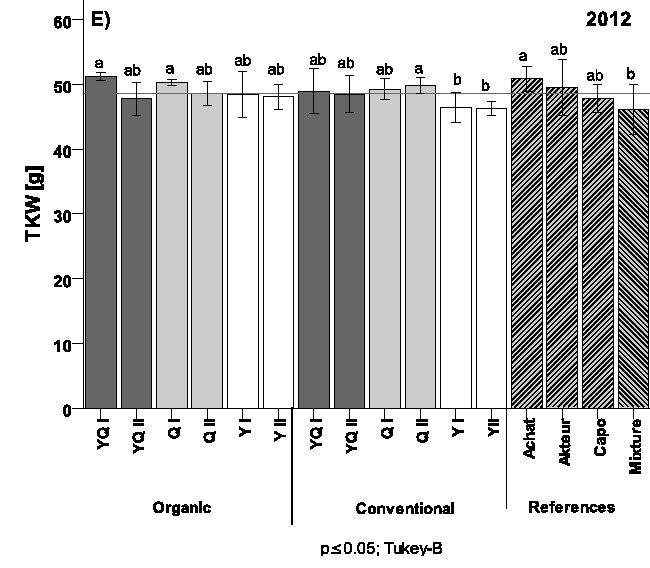 E)
2012
TKW [g]
60
50
40
30
20
10
0
a
ab
a
ab
ab
ab
ab
ab
ab
a
b
b
a
ab
ab
b
YQ I
YQ II
Q I
Q II
Y I
Y II
YQ I
YQ II
Q I
Q II
Y I
YII
Achat
Akteur
Capo
Mixture
Organic
Conventional
References
p≤0.05; Tukey-B